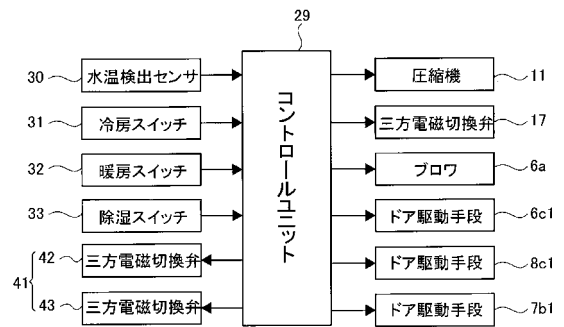 29
30 水温検出センサ
31 冷房スイッチ
32 暖房スイッチ
33 除湿スイッチ
41
42 三方電磁切換弁
43 三方電磁切換弁
コントロールユニット
圧縮機 11
三方電磁切換弁 17
ブロワ 6a
ドア駆動手段 6c1
ドア駆動手段 8c1
ドア駆動手段 7b1